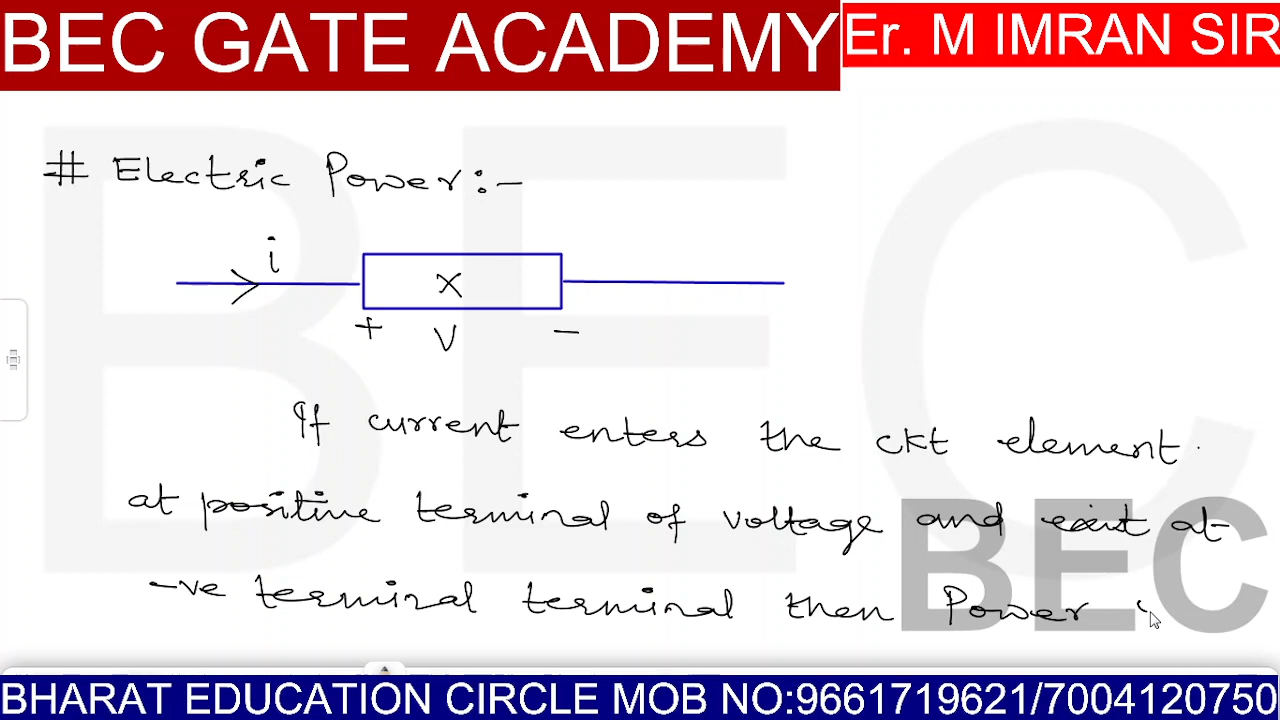 BEC GATE ACADEMY Er. M IMRAN SIR
# Electric Power:-
i
X
+ V -
If current enters the ckt element.
at positive terminal of voltage and exit at
-ve terminal terminal then Power
BEC
BEC
BHARAT EDUCATION CIRCLE MOB NO:9661719621/7004120750